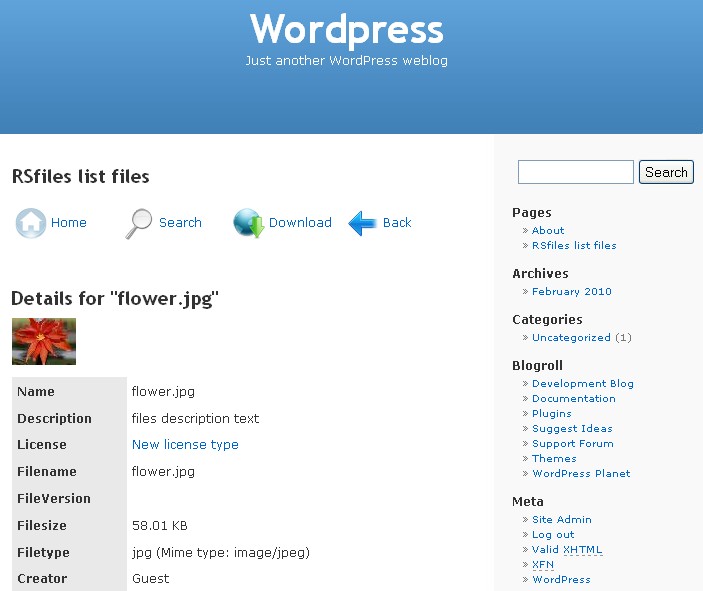 Wordpress
Just another WordPress weblog
RSfiles list files
Home Search Download Back
Details for "flower.jpg"
Name flower.jpg
Description files description text
License New license type
Filename flower.jpg
FileVersion
Filesize 58.01 KB
Filetype jpg (Mime type: image/jpeg)
Creator Guest
Search
Pages
» About
» RSfiles list files
Archives
» February 2010
Categories
» Uncategorized (1)
Blogroll
» Development Blog
» Documentation
» Plugins
» Suggest Ideas
» Support Forum
» Themes
» WordPress Planet
Meta
» Site Admin
» Log out
» Valid XHTML
» XFN
» WordPress